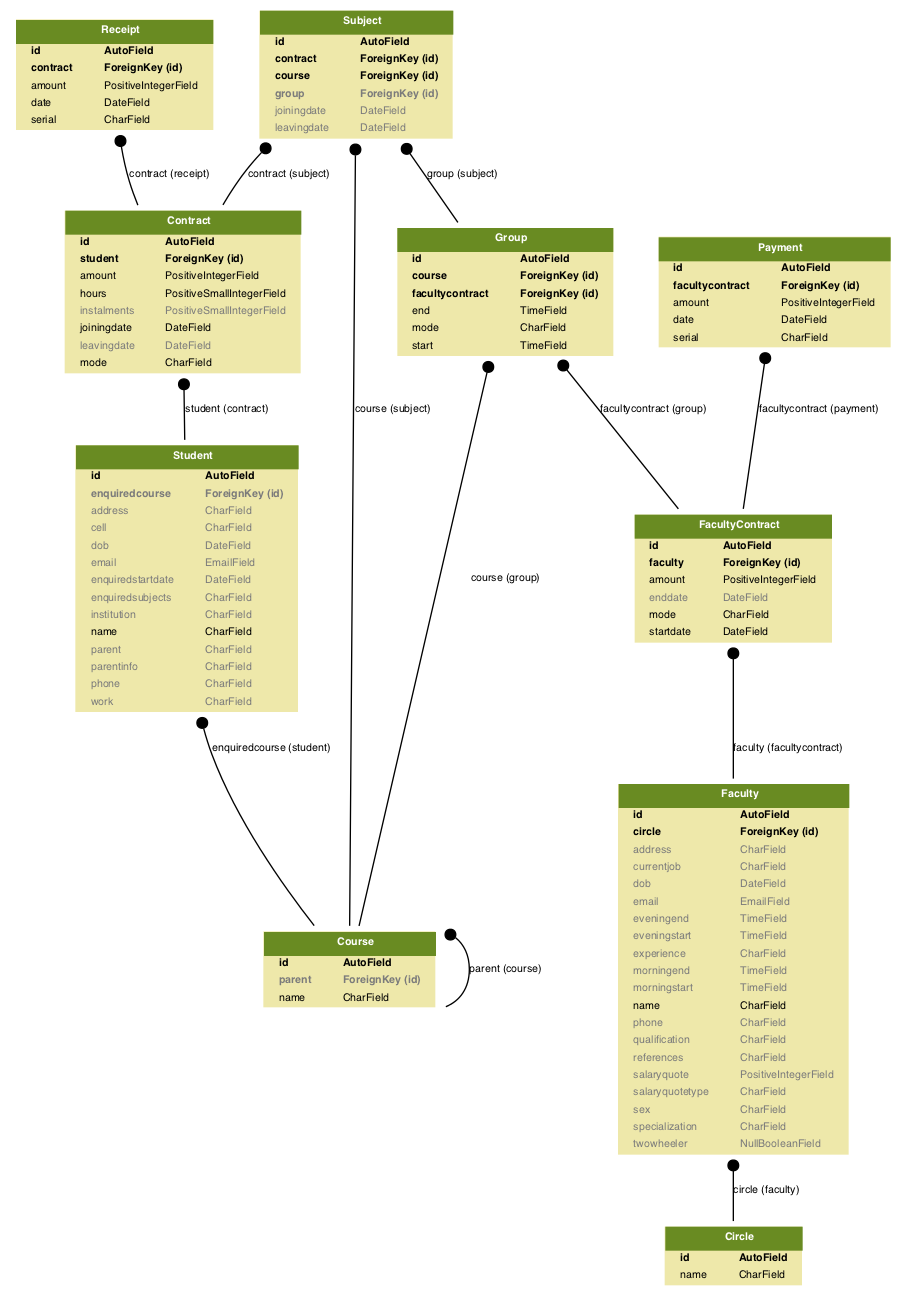 Receipt
id AutoField
contract ForeignKey (id)
amount PositiveIntegerField
date DateField
serial CharField
Subject
id AutoField
contract ForeignKey (id)
course ForeignKey (id)
group ForeignKey (id)
joiningdate DateField
leavingdate DateField
contract (receipt)
contract (subject)
group (subject)
Contract
id AutoField
student ForeignKey (id)
amount PositiveIntegerField
hours PositiveSmallIntegerField
instalments PositiveSmallIntegerField
joiningdate DateField
leavingdate DateField
mode CharField
Group
id AutoField
course ForeignKey (id)
facultycontract ForeignKey (id)
end TimeField
mode CharField
start TimeField
Payment
id AutoField
facultycontract ForeignKey (id)
amount PositiveIntegerField
date DateField
serial CharField
student (contract)
course (subject)
facultycontract (group)
facultycontract (payment)
Student
id AutoField
enquiredcourse ForeignKey (id)
address CharField
cell CharField
dob DateField
email EmailField
enquiredstartdate DateField
enquiredsubjects CharField
institution CharField
name CharField
parent CharField
parentinfo CharField
phone CharField
work CharField
course (group)
FacultyContract
id AutoField
faculty ForeignKey (id)
amount PositiveIntegerField
enddate DateField
mode CharField
startdate DateField
enquiredcourse (student)
faculty (facultycontract)
Faculty
id AutoField
circle ForeignKey (id)
address CharField
currentjob CharField
dob DateField
email EmailField
eveningend TimeField
eveningstart TimeField
experience CharField
morningend TimeField
morningstart TimeField
name CharField
phone CharField
qualification CharField
references CharField
salaryquote PositiveIntegerField
salaryquotetype CharField
sex CharField
specialization CharField
twowheeler NullBooleanField
Course
id AutoField
parent ForeignKey (id)
name CharField
parent (course)
circle (faculty)
Circle
id AutoField
name CharField